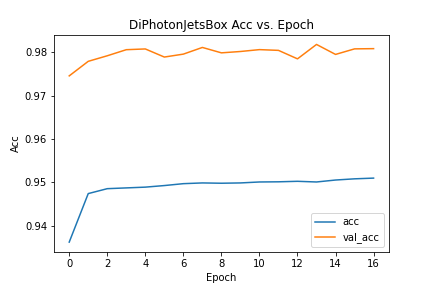 DiPhotonJetsBox Acc vs. Epoch
0.98
0.97
0.96
0.95
0.94
Acc
0 2 4 6 8 10 12 14 16
Epoch
acc
val_acc